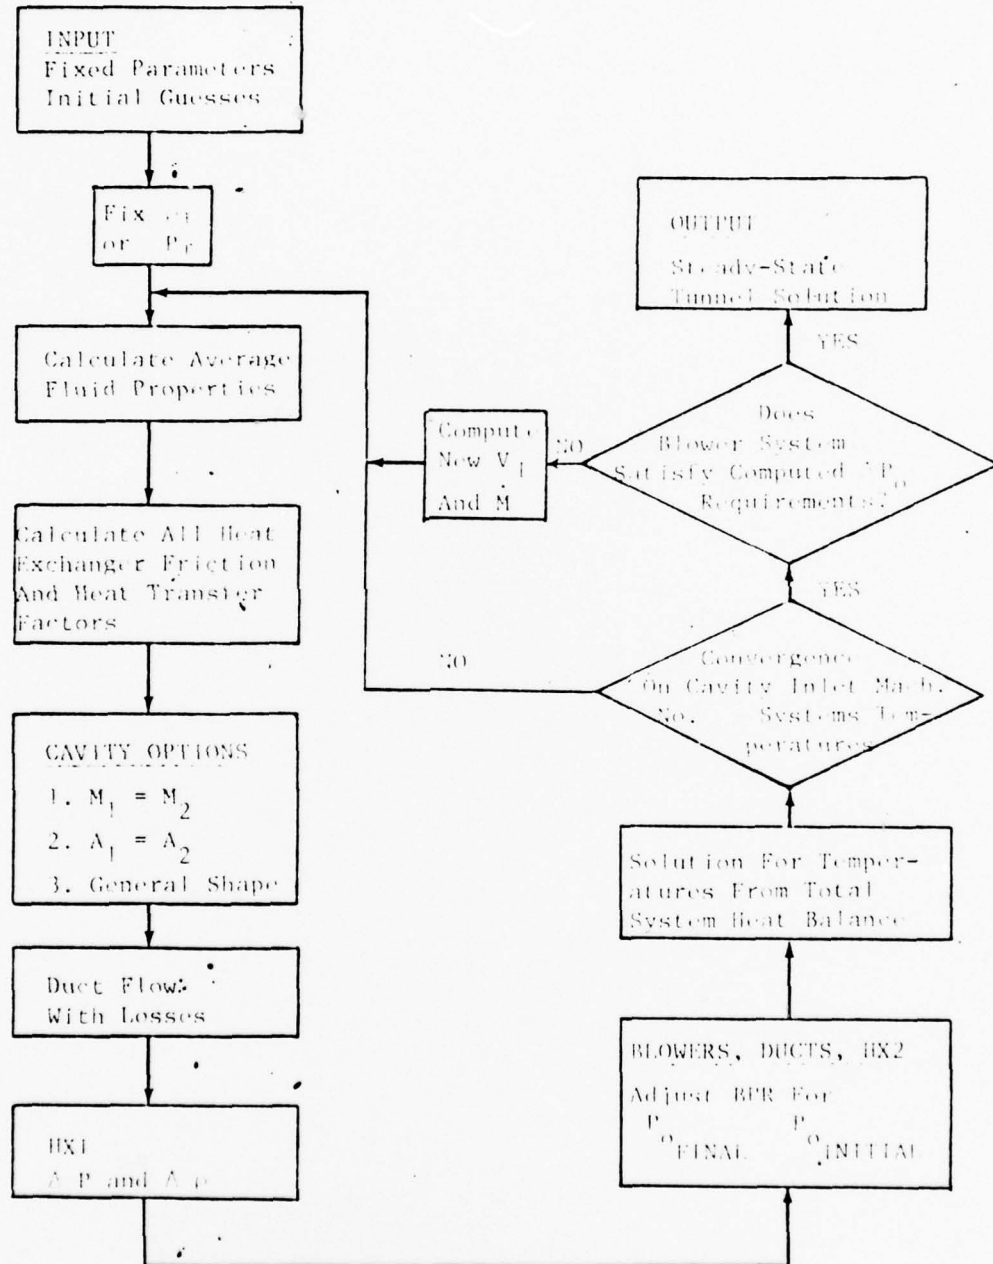 INPUT
Fixed Parameters
Initial Guesses
Fix
or P
Calculate Average
Fluid Properties
Calculate All Heat
Exchanger Friction
And Heat Transfer
Factors
CAVITY OPTIONS
1. M1 = M2
2. A1 = A2
3. General Shape
Duct Flow
With Losses
HX1
Δ P and Δ
BLOWERS, DUCTS, HX2
Adjust BPR For
P
o FINAL
P
o INITIAL
Solution For Temper-
atures From Total
System Heat Balance
Convergence
On Cavity Inlet Mach.
No. Systems Tem-
peratures
NO
YES
Does
Blower System
Satisfy Computed Po
Requirements?
NO
Compute
New V1
And Ṁ
YES
OUTPUT
Steady-State
Tunnel Solution